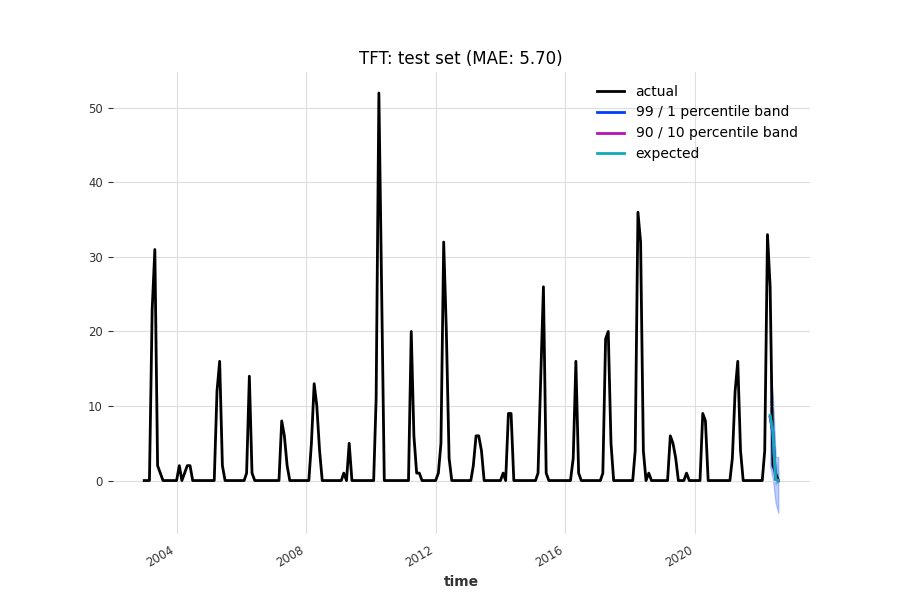 TFT: test set (MAE: 5.70)
actual
99 / 1 percentile band
90 / 10 percentile band
expected
50
40
30
20
10
0
2004
2008
2012
2016
2020
time